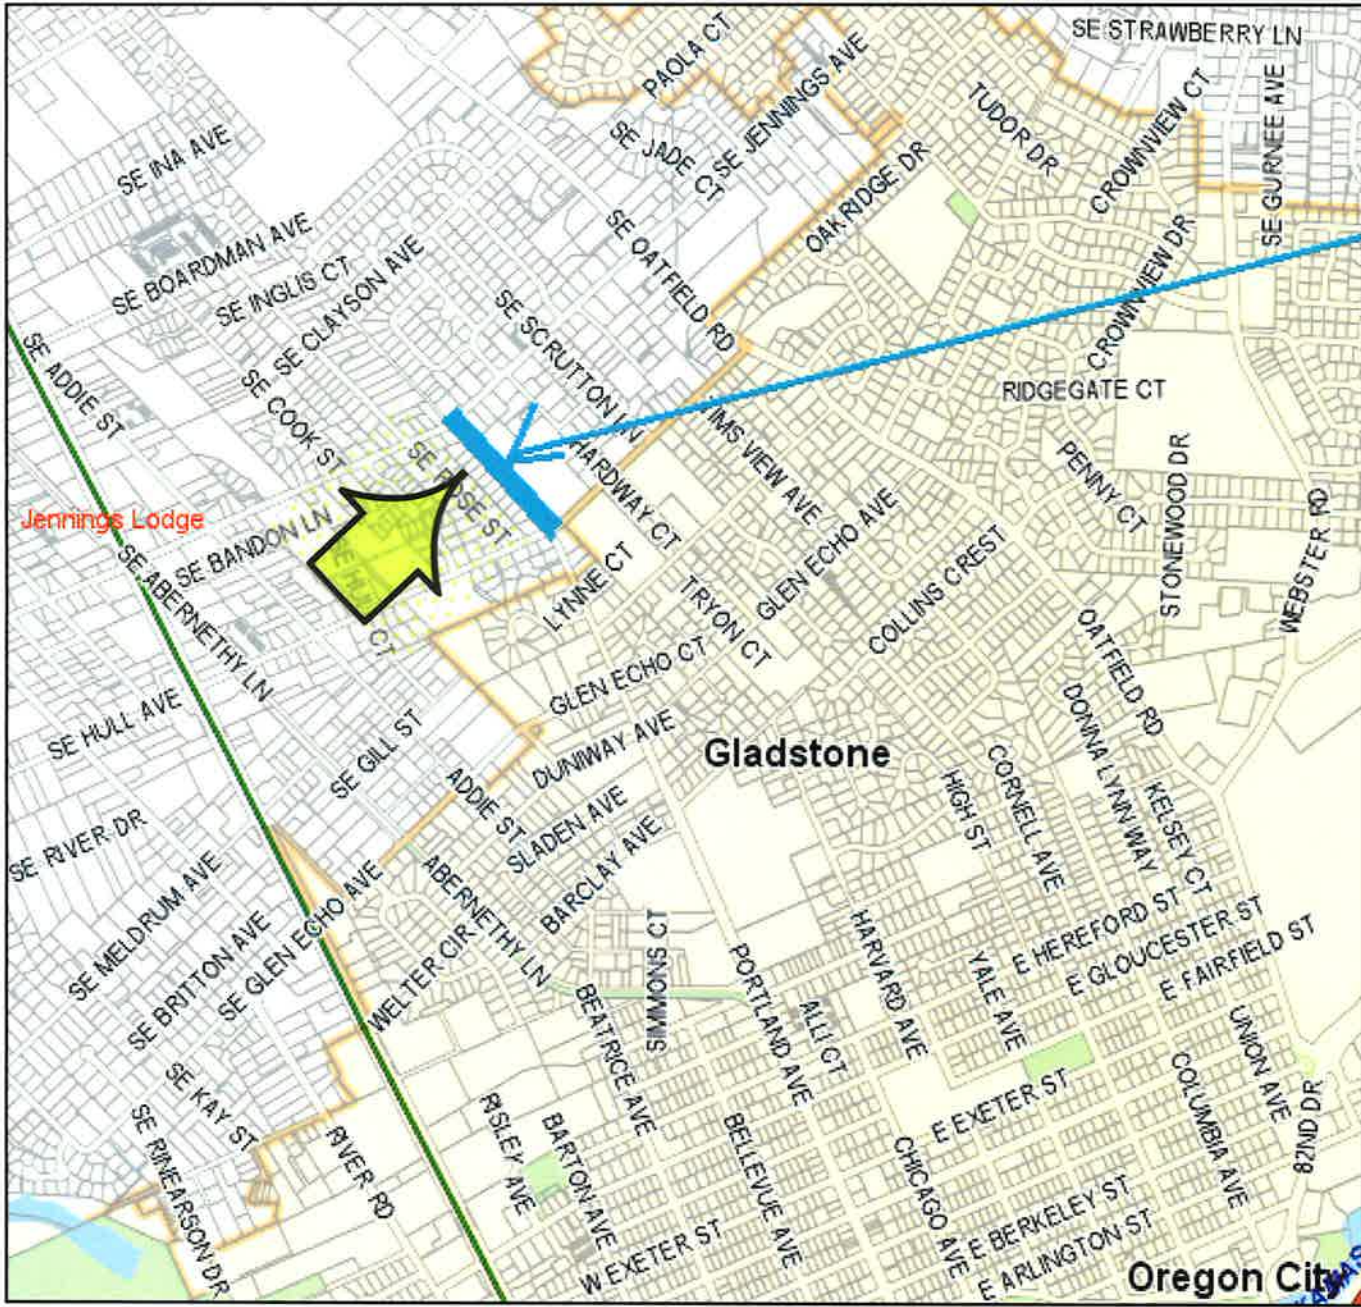 SE STRAWBERRY LN
PAOLA CT
SE JENNINGS AVE
SE JADE CT
TUDOR DR
CROWNVIEW CT
SE GURNEE AVE
SE INA AVE
OAKRIDGE DR
SE BOARDMAN AVE
SE OATFIELD RD
SE INGLIS CT
SE CLAYSON AVE
CROWNVIEW DR
SE SCRUTTON LN
SE ADDIE ST
SE COOK ST
RIDGEGATE CT
VIEW AVE
HARDWAY CT
PENNY CT
STONEWOOD DR
Jennings Lodge
SE BANDON LN
GLEN ECHO AVE
WEBSTER RD
SE ABERNETHY LN
LYNNE CT
TRYON CT
COLLINS CREST
CT
OATFIELD RD
GLEN ECHO CT
SE HULL AVE
DONNA LYNN WAY
SE GILL ST
DUNIWAY AVE
Gladstone
ADDIE ST
HIGH ST
CORNELL AVE
KELSEY CT
SLADEN AVE
SE RIVER DR
BARCLAY AVE
SE MELDRUM AVE
SE GLEN ECHO AVE
ABERNETHY LN
SE BRITTON AVE
WELTER CIR
SIMMONS CT
HARVARD AVE
E HEREFORD ST
E GLOUCESTER ST
E FAIRFIELD ST
PORTLAND AVE
YALE AVE
BEATRICE AVE
ALLI CT
UNION AVE
SE KAY ST
COLUMBIA AVE
82ND DR
RISLEY AVE
BARTON AVE
E EXETER ST
SE RINEARSON DR
RIVER RD
BELLEVUE AVE
CHICAGO AVE
E BERKELEY ST
W EXETER ST
E ARLINGTON ST
Oregon City